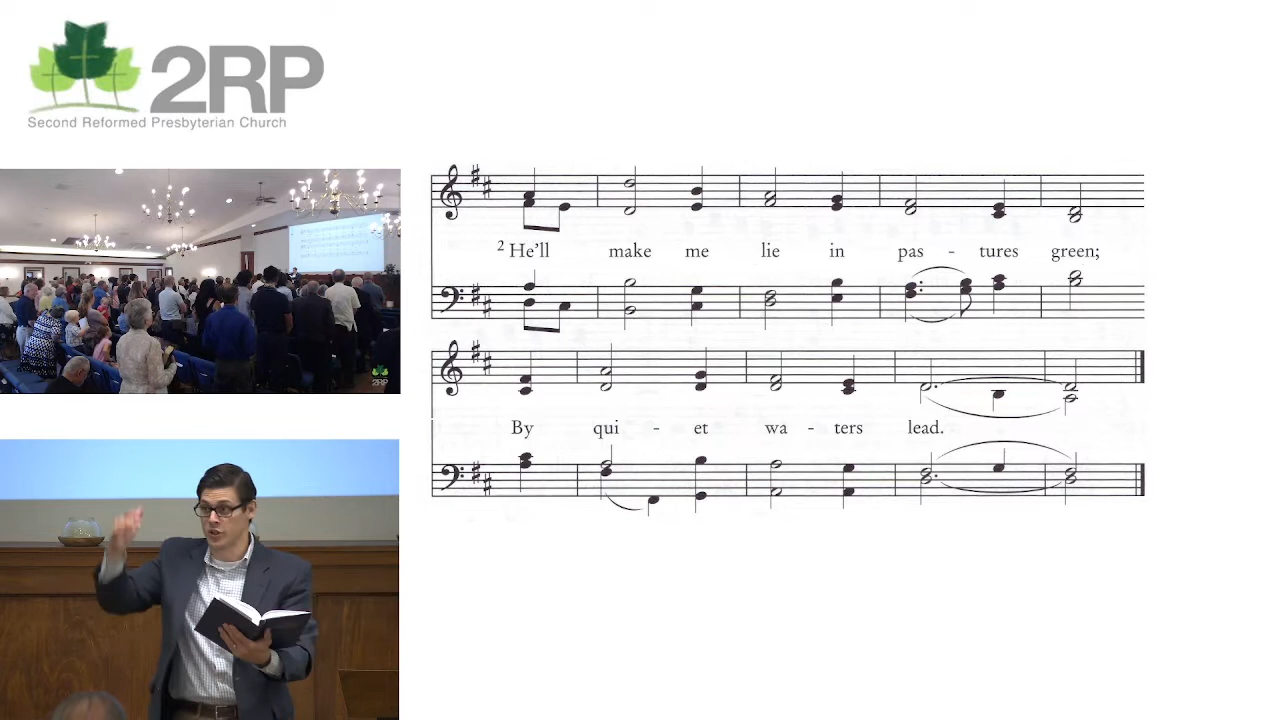 2RP
Second Reformed Presbyterian Church
2 He'll make me lie in pas - tures green;
By qui - et wa - ters lead.
2RP